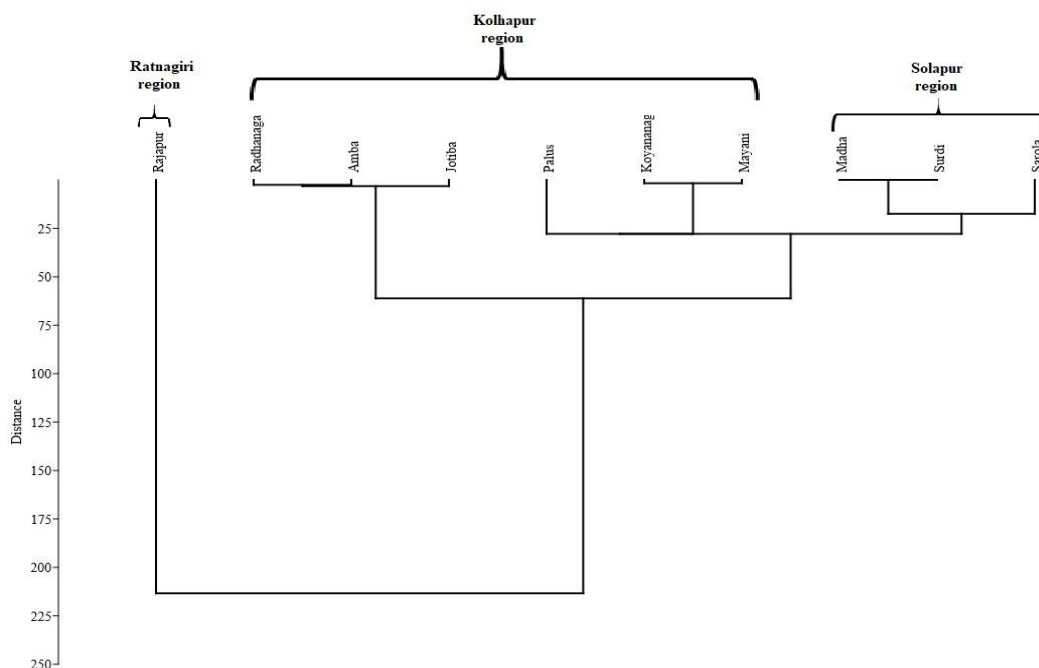 Kolhapur
region
Ratnagiri
region
Solapur
region
Rajapur
Radhanaga
Amba
Jotiba
Palus
Koyananag
Mayani
Madha
Surdi
Sarola
25
50
75
100
125
150
175
200
225
250
Distance